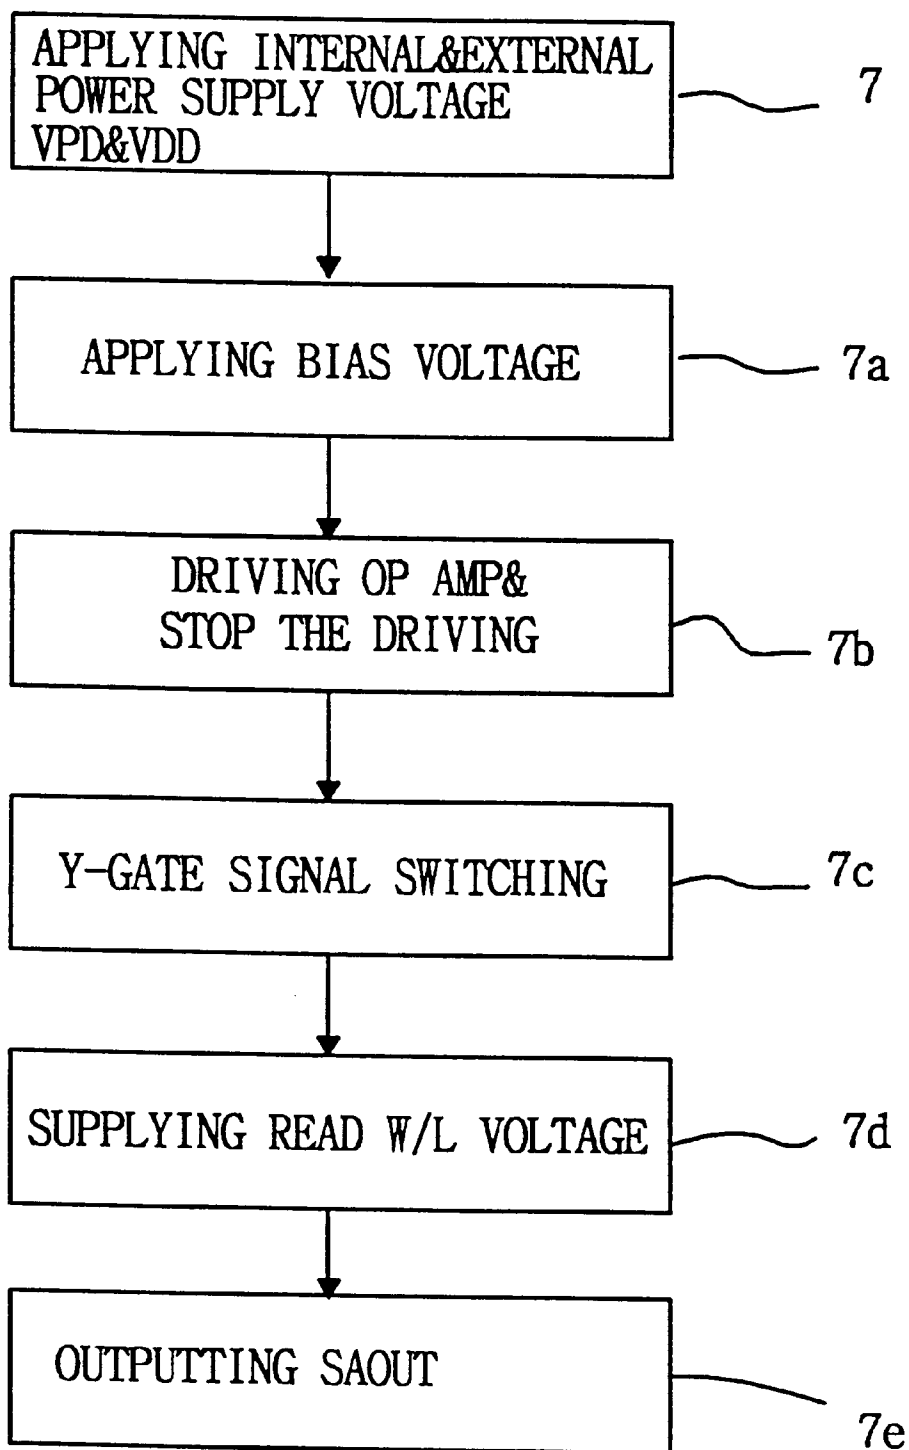 APPLYING INTERNAL&EXTERNAL
POWER SUPPLY VOLTAGE
VPD&VDD
7
APPLYING BIAS VOLTAGE
7a
DRIVING OP AMP&
STOP THE DRIVING
7b
Y-GATE SIGNAL SWITCHING
7c
SUPPLYING READ W/L VOLTAGE
7d
OUTPUTTING SAOUT
7e